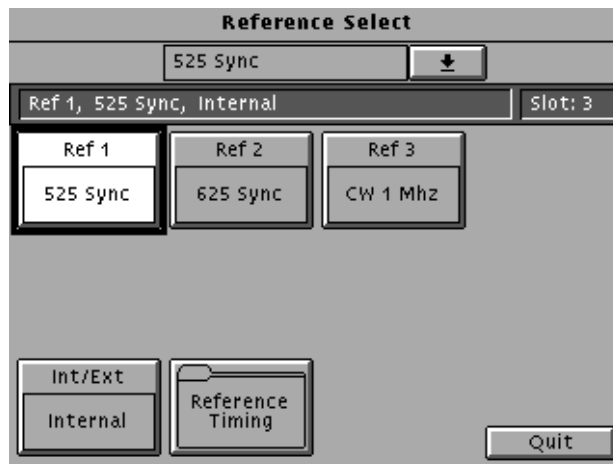 Reference Select
525 Sync
Ref 1, 525 Sync, Internal
Slot: 3
Ref 1
525 Sync
Ref 2
625 Sync
Ref 3
CW 1 Mhz
Int/Ext
Internal
Reference
Timing
Quit